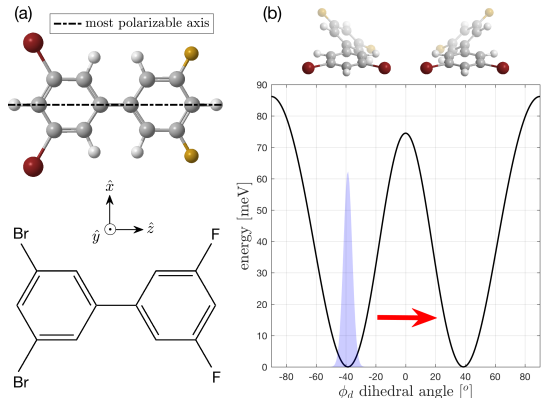 (a)
most polarizable axis
x̂
ŷ
ẑ
Br
F
Br
F
(b)
energy [meV]
90
80
70
60
50
40
30
20
10
0
-80 -60 -40 -20 0 20 40 60 80
ϕd dihedral angle [o]